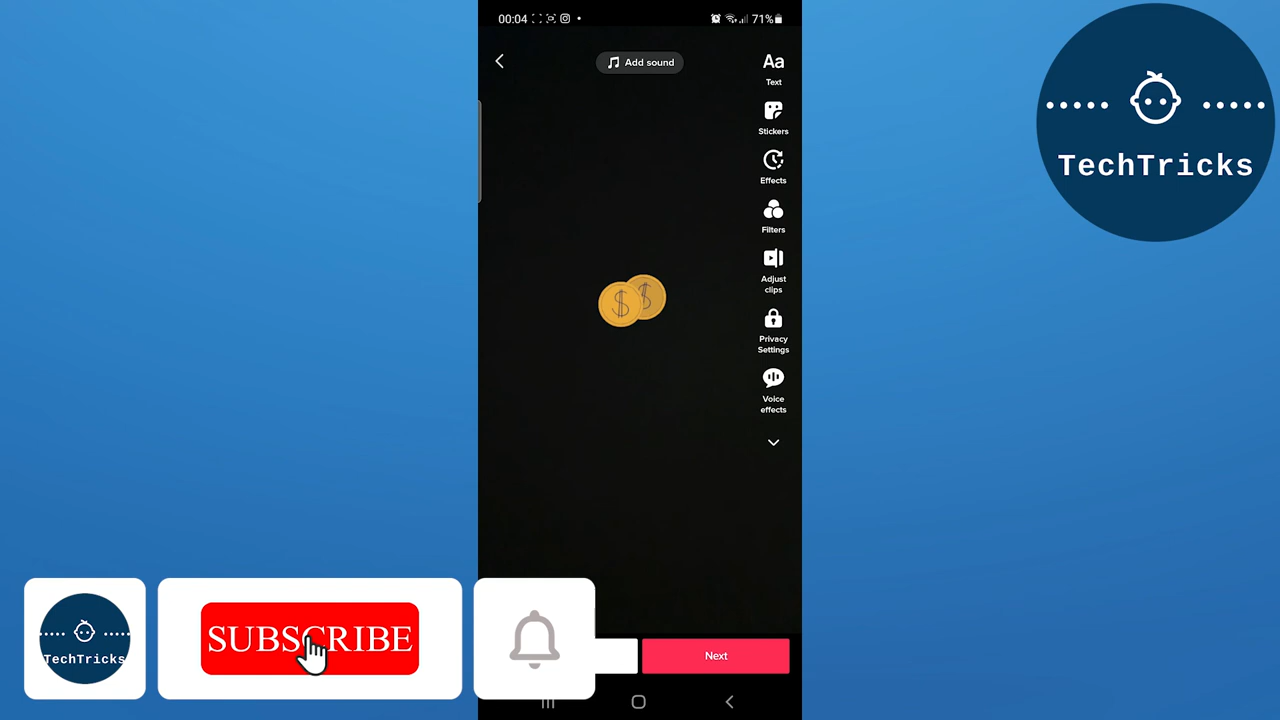 00:04
71%
Add sound
Aa
Text
Stickers
Effects
Filters
Adjust
clips
Privacy
Settings
Voice
effects
$ $
Next
TechTricks
TechTricks
SUBSCRIBE